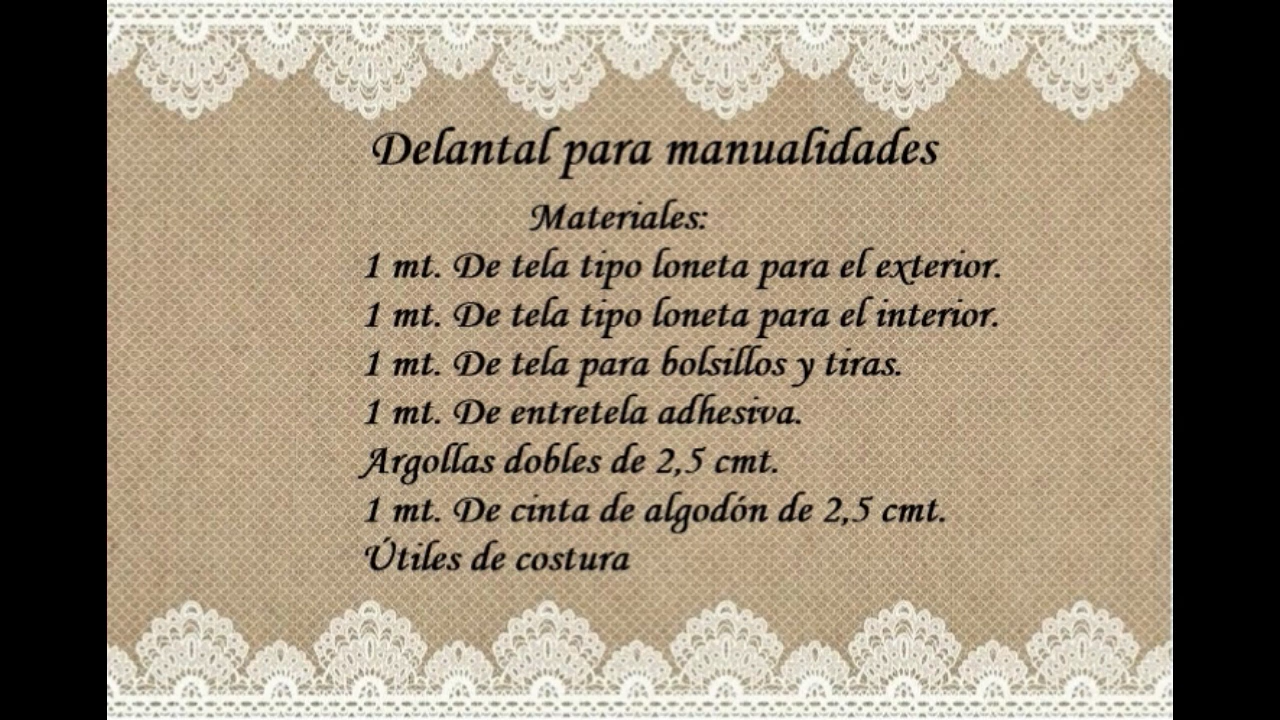 Delantal para manualidades
Materiales:
1 mt. De tela tipo loneta para el exterior.
1 mt. De tela tipo loneta para el interior.
1 mt. De tela para bolsillos y tiras.
1 mt. De entretela adhesiva.
Argollas dobles de 2,5 cmt.
1 mt. De cinta de algodón de 2,5 cmt.
Útiles de costura